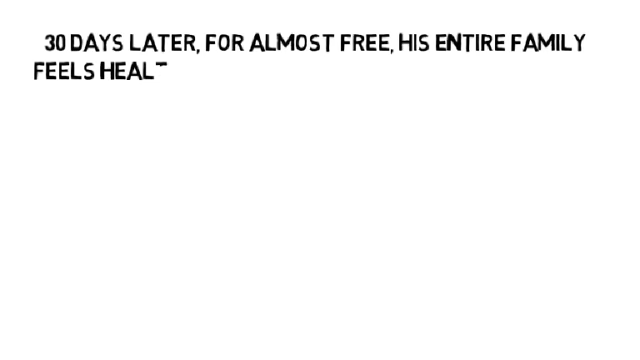 30 DAYS LATER, FOR ALMOST FREE, HIS ENTIRE FAMILY
FEELS HEAL